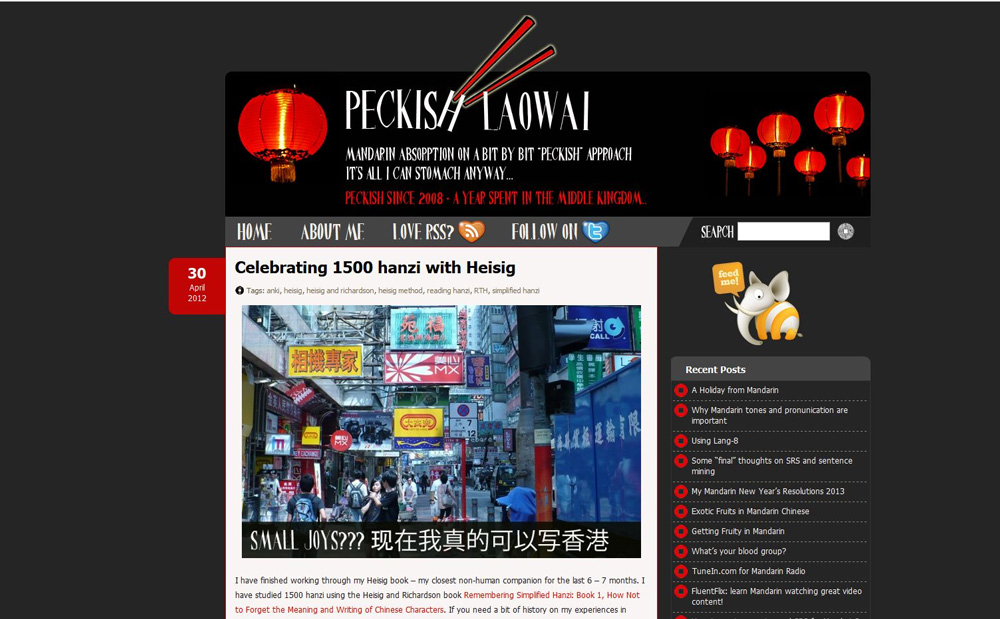 PECKISH LAOWAI
MANDARIN ABSORPTION ON A BIT BY BIT "PECKISH" APPROACH
IT'S ALL I CAN STOMACH ANYWAY...
PECKISH SINCE 2008 - A YEAR SPENT IN THE MIDDLE KINGDOM..
HOME
ABOUT ME
LOVE RSS?
FOLLOW ON
SEARCH
30
April
2012
Celebrating 1500 hanzi with Heisig
Tags: anki, heisig, heisig and richardson, heisig method, reading hanzi, RTH, simplified hanzi
相機專家
美心
MX
大家樂
SMALL JOYS??? 现在我真的可以写香港
I have finished working through my Heisig book – my closest non-human companion for the last 6 – 7 months. I
have studied 1500 hanzi using the Heisig and Richardson book Remembering Simplified Hanzi: Book 1, How Not
to Forget the Meaning and Writing of Chinese Characters. If you need a bit of history on my experiences in
feed
me!
Recent Posts
A Holiday from Mandarin
Why Mandarin tones and pronunication are
important
Using Lang-8
Some "final" thoughts on SRS and sentence
mining
My Mandarin New Year's Resolutions 2013
Exotic Fruits in Mandarin Chinese
Getting Fruity in Mandarin
What's your blood group?
TuneIn.com for Mandarin Radio
FluentFlix: learn Mandarin watching great video
content!